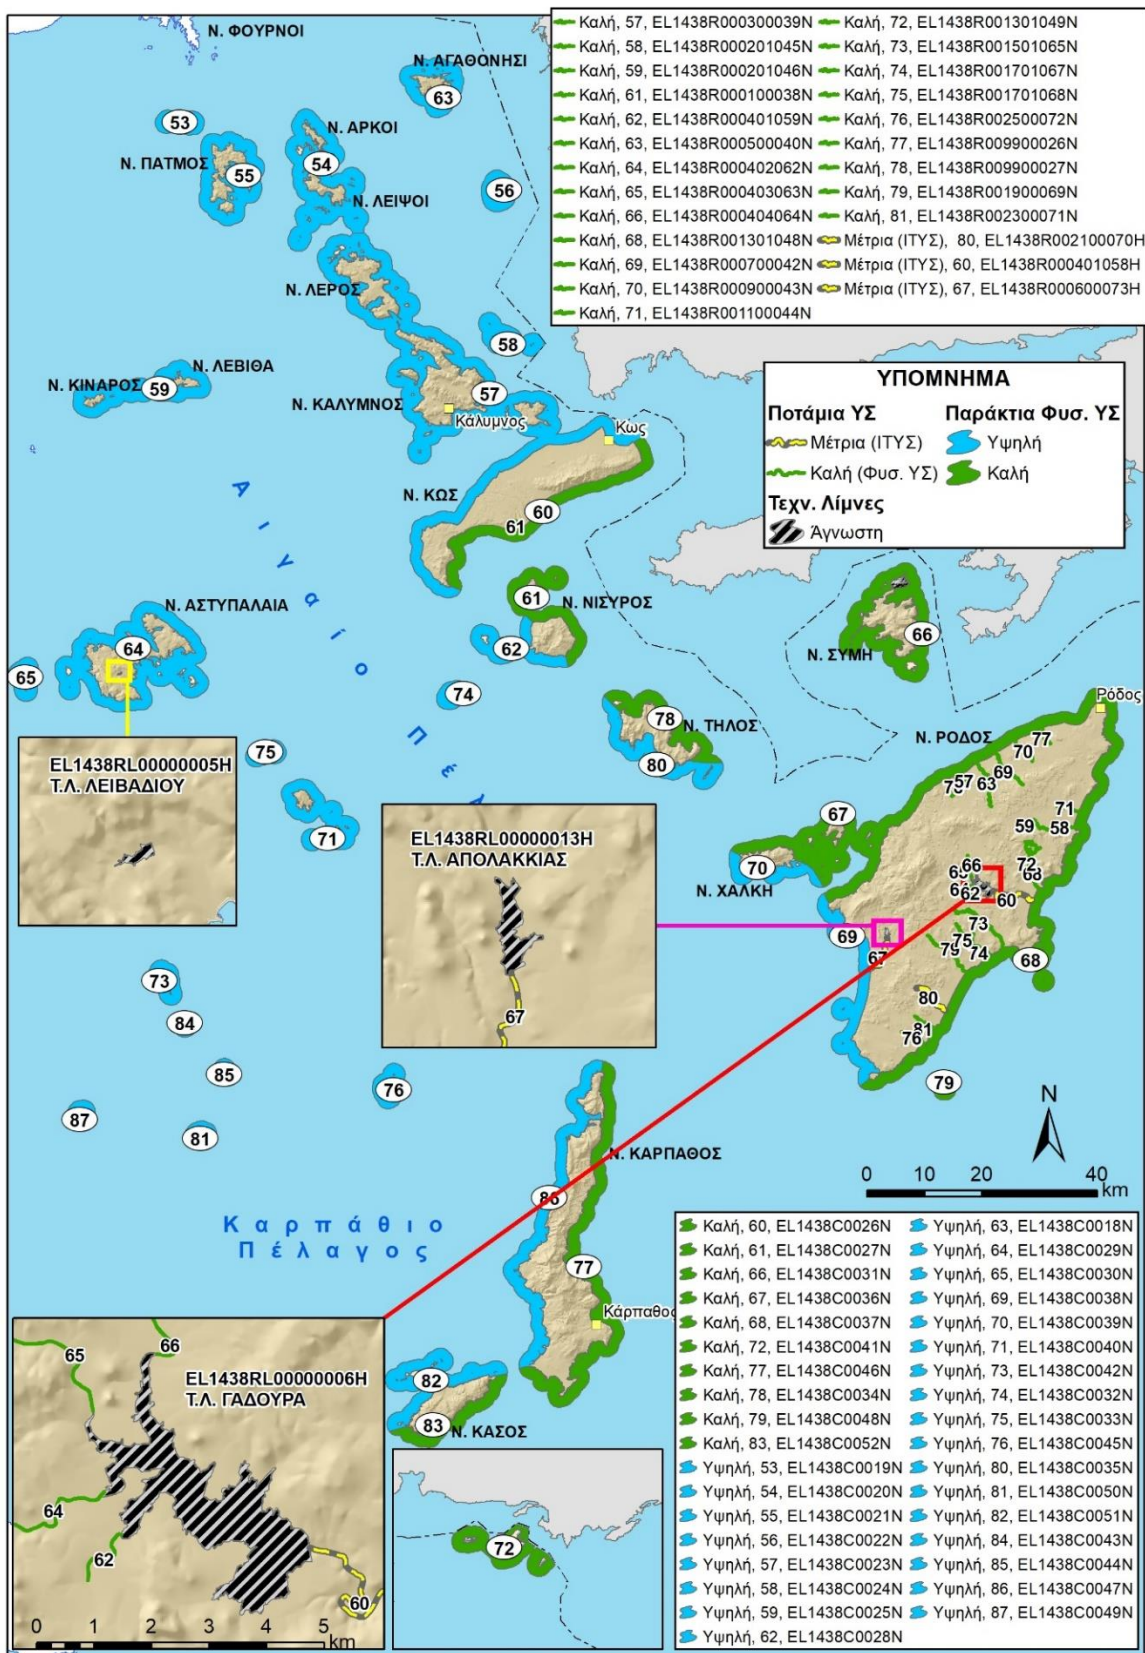 Καλή, 57, EL1438R000300039N
Καλή, 58, EL1438R000201045N
Καλή, 59, EL1438R000201046N
Καλή, 61, EL1438R000100038N
Καλή, 62, EL1438R000401059N
Καλή, 63, EL1438R000500040N
Καλή, 64, EL1438R000402062N
Καλή, 65, EL1438R000403063N
Καλή, 66, EL1438R000404064N
Καλή, 68, EL1438R001301048N
Καλή, 69, EL1438R000700042N
Καλή, 70, EL1438R000900043N
Καλή, 71, EL1438R001100044N
Καλή, 72, EL1438R001301049N
Καλή, 73, EL1438R001501065N
Καλή, 74, EL1438R001701067N
Καλή, 75, EL1438R001701068N
Καλή, 76, EL1438R002500072N
Καλή, 77, EL1438R009900026N
Καλή, 78, EL1438R009900027N
Καλή, 79, EL1438R001900069N
Καλή, 81, EL1438R002300071N
Μέτρια (ΙΤΥΣ), 80, EL1438R002100070H
Μέτρια (ΙΤΥΣ), 60, EL1438R000401058H
Μέτρια (ΙΤΥΣ), 67, EL1438R000600073H
ΥΠΟΜΝΗΜΑ
Ποτάμια ΥΣ
Μέτρια (ΙΤΥΣ)
Καλή (Φυσ. ΥΣ)
Τεχν. Λίμνες
Άγνωστη
Παράκτια Φυσ. ΥΣ
Υψηλή
Καλή
Ν. ΦΟΥΡΝΟΙ
Ν. ΑΓΑΘΟΝΗΣΙ
63
53
Ν. ΑΡΚΟΙ
Ν. ΠΑΤΜΟΣ
54
55
56
Ν. ΛΕΙΨΟΙ
Ν. ΛΕΡΟΣ
58
Ν. ΛΕΒΙΘΑ
Ν. ΚΙΝΑΡΟΣ
59
57
Ν. ΚΑΛΥΜΝΟΣ
Κάλυμνος
Κως
Ν. ΚΩΣ
60
61
Αιγαίο
Πέλ
61
Ν. ΝΙΣΥΡΟΣ
62
Ν. ΑΣΤΥΠΑΛΑΙΑ
64
65
66
Ν. ΣΥΜΗ
74
78
Ν. ΤΗΛΟΣ
80
75
71
EL1438RL00000005H
Τ.Λ. ΛΕΙΒΑΔΙΟΥ
EL1438RL00000013H
Τ.Λ. ΑΠΟΛΑΚΚΙΑΣ
67
Ρόδος
Ν. ΡΟΔΟΣ
77
70
69
57
63
71
59
58
72
68
66
62
60
73
75
79
74
80
81
76
67
67
70
Ν. ΧΑΛΚΗ
69
68
79
73
84
85
87
81
76
Ν. ΚΑΡΠΑΘΟΣ
86
77
Κάρπαθος
Καρπάθιο
Πέλαγος
82
83
Ν. ΚΑΣΟΣ
N
0 10 20 40
km
EL1438RL00000006H
Τ.Λ. ΓΑΔΟΥΡΑ
66
65
64
62
60
0 1 2 3 4 5
km
72
Καλή, 60, EL1438C0026N
Καλή, 61, EL1438C0027N
Καλή, 66, EL1438C0031N
Καλή, 67, EL1438C0036N
Καλή, 68, EL1438C0037N
Καλή, 72, EL1438C0041N
Καλή, 77, EL1438C0046N
Καλή, 78, EL1438C0034N
Καλή, 79, EL1438C0048N
Καλή, 83, EL1438C0052N
Υψηλή, 53, EL1438C0019N
Υψηλή, 54, EL1438C0020N
Υψηλή, 55, EL1438C0021N
Υψηλή, 56, EL1438C0022N
Υψηλή, 57, EL1438C0023N
Υψηλή, 58, EL1438C0024N
Υψηλή, 59, EL1438C0025N
Υψηλή, 62, EL1438C0028N
Υψηλή, 63, EL1438C0018N
Υψηλή, 64, EL1438C0029N
Υψηλή, 65, EL1438C0030N
Υψηλή, 69, EL1438C0038N
Υψηλή, 70, EL1438C0039N
Υψηλή, 71, EL1438C0040N
Υψηλή, 73, EL1438C0042N
Υψηλή, 74, EL1438C0032N
Υψηλή, 75, EL1438C0033N
Υψηλή, 76, EL1438C0045N
Υψηλή, 80, EL1438C0035N
Υψηλή, 81, EL1438C0050N
Υψηλή, 82, EL1438C0051N
Υψηλή, 84, EL1438C0043N
Υψηλή, 85, EL1438C0044N
Υψηλή, 86, EL1438C0047N
Υψηλή, 87, EL1438C0049N